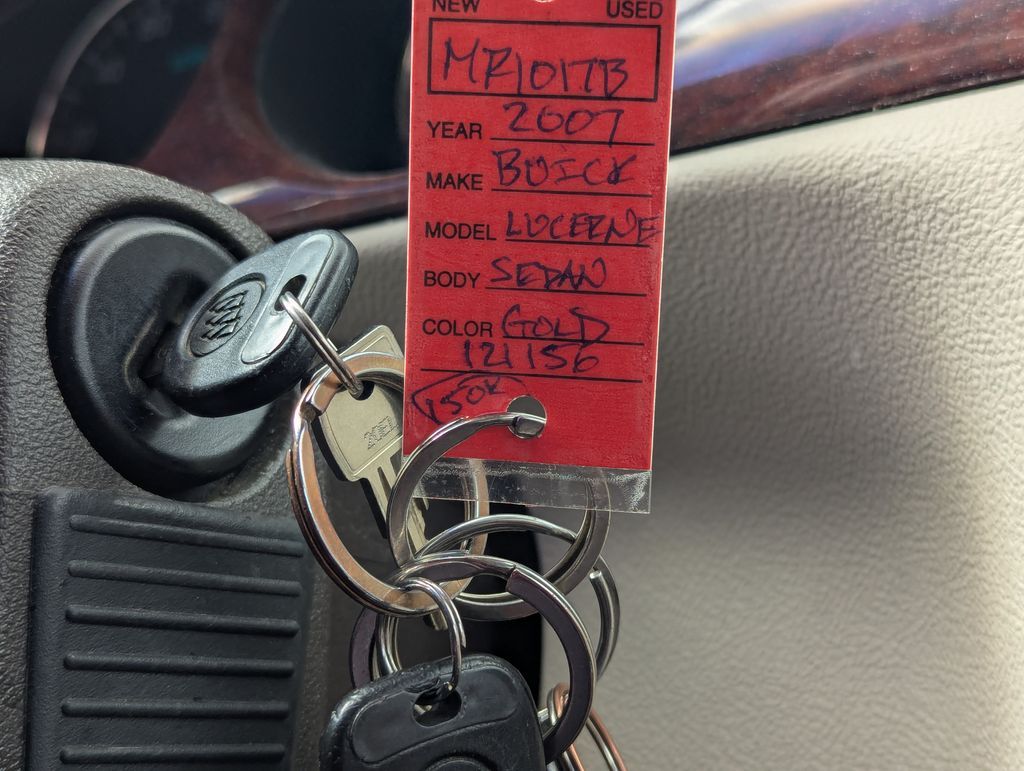 NEW USED
MR1017B
YEAR 2007
MAKE BUICK
MODEL LUCERNE
BODY SEDAN
COLOR GOLD
121156
150K